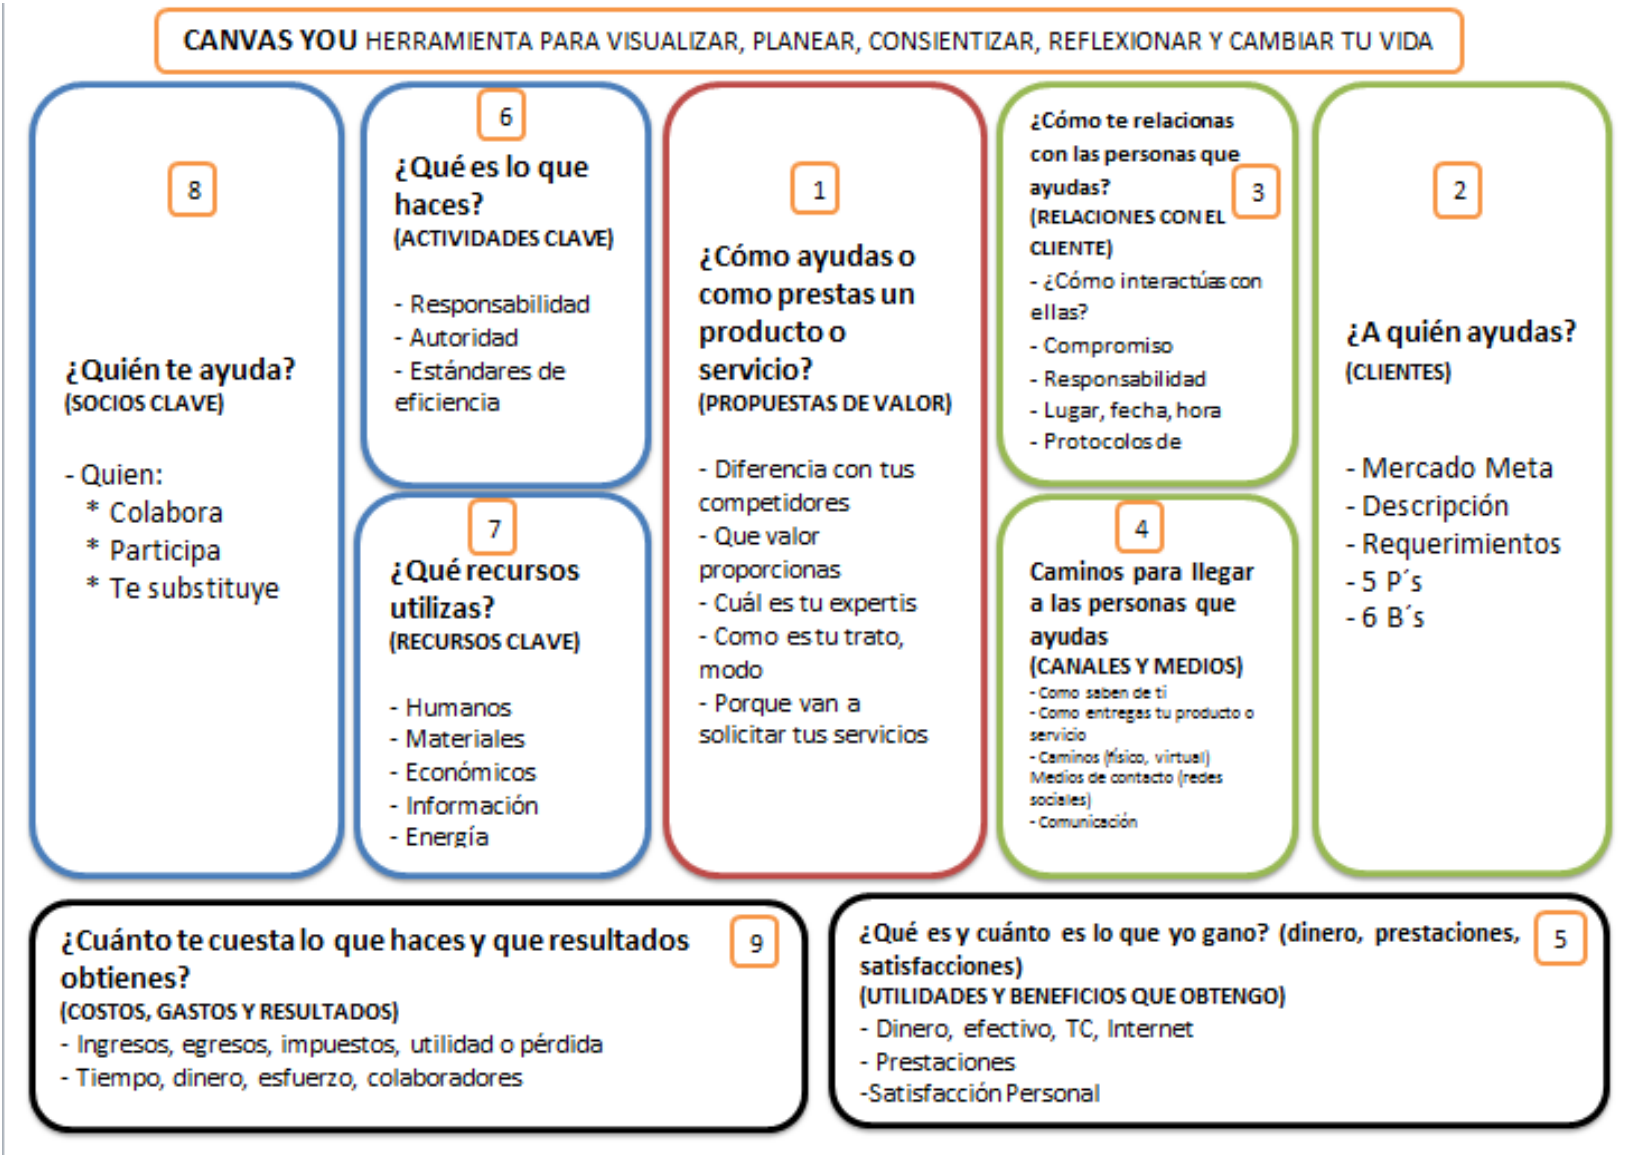 CANVAS YOU HERRAMIENTA PARA VISUALIZAR, PLANEAR, CONSIENTIZAR, REFLEXIONAR Y CAMBIAR TU VIDA
8
¿Quién te ayuda?
(SOCIOS CLAVE)
- Quien:
* Colabora
* Participa
* Te substituye
6
¿Qué es lo que
haces?
(ACTIVIDADES CLAVE)
- Responsabilidad
- Autoridad
- Estándares de
eficiencia
7
¿Qué recursos
utilizas?
(RECURSOS CLAVE)
- Humanos
- Materiales
- Económicos
- Información
- Energía
1
¿Cómo ayudas o
como prestas un
producto o
servicio?
(PROPUESTAS DE VALOR)
- Diferencia con tus
competidores
- Que valor
proporcionas
- Cuál es tu expertis
- Como es tu trato,
modo
- Porque van a
solicitar tus servicios
¿Cómo te relacionas
con las personas que
ayudas?
3
(RELACIONES CON EL
CLIENTE)
- ¿Cómo interactúas con
ellas?
- Compromiso
- Responsabilidad
- Lugar, fecha, hora
- Protocolos de
4
Caminos para llegar
a las personas que
ayudas
(CANALES Y MEDIOS)
- Como saben de ti
- Como entregas tu producto o
servicio
- Caminos (físico, virtual)
Medios de contacto (redes
sociales)
- Comunicación
2
¿A quién ayudas?
(CLIENTES)
- Mercado Meta
- Descripción
- Requerimientos
- 5 P´s
- 6 B´s
¿Cuánto te cuesta lo que haces y que resultados
obtienes?
9
(COSTOS, GASTOS Y RESULTADOS)
- Ingresos, egresos, impuestos, utilidad o pérdida
- Tiempo, dinero, esfuerzo, colaboradores
¿Qué es y cuánto es lo que yo gano? (dinero, prestaciones,
satisfacciones)
5
(UTILIDADES Y BENEFICIOS QUE OBTENGO)
- Dinero, efectivo, TC, Internet
- Prestaciones
-Satisfacción Personal